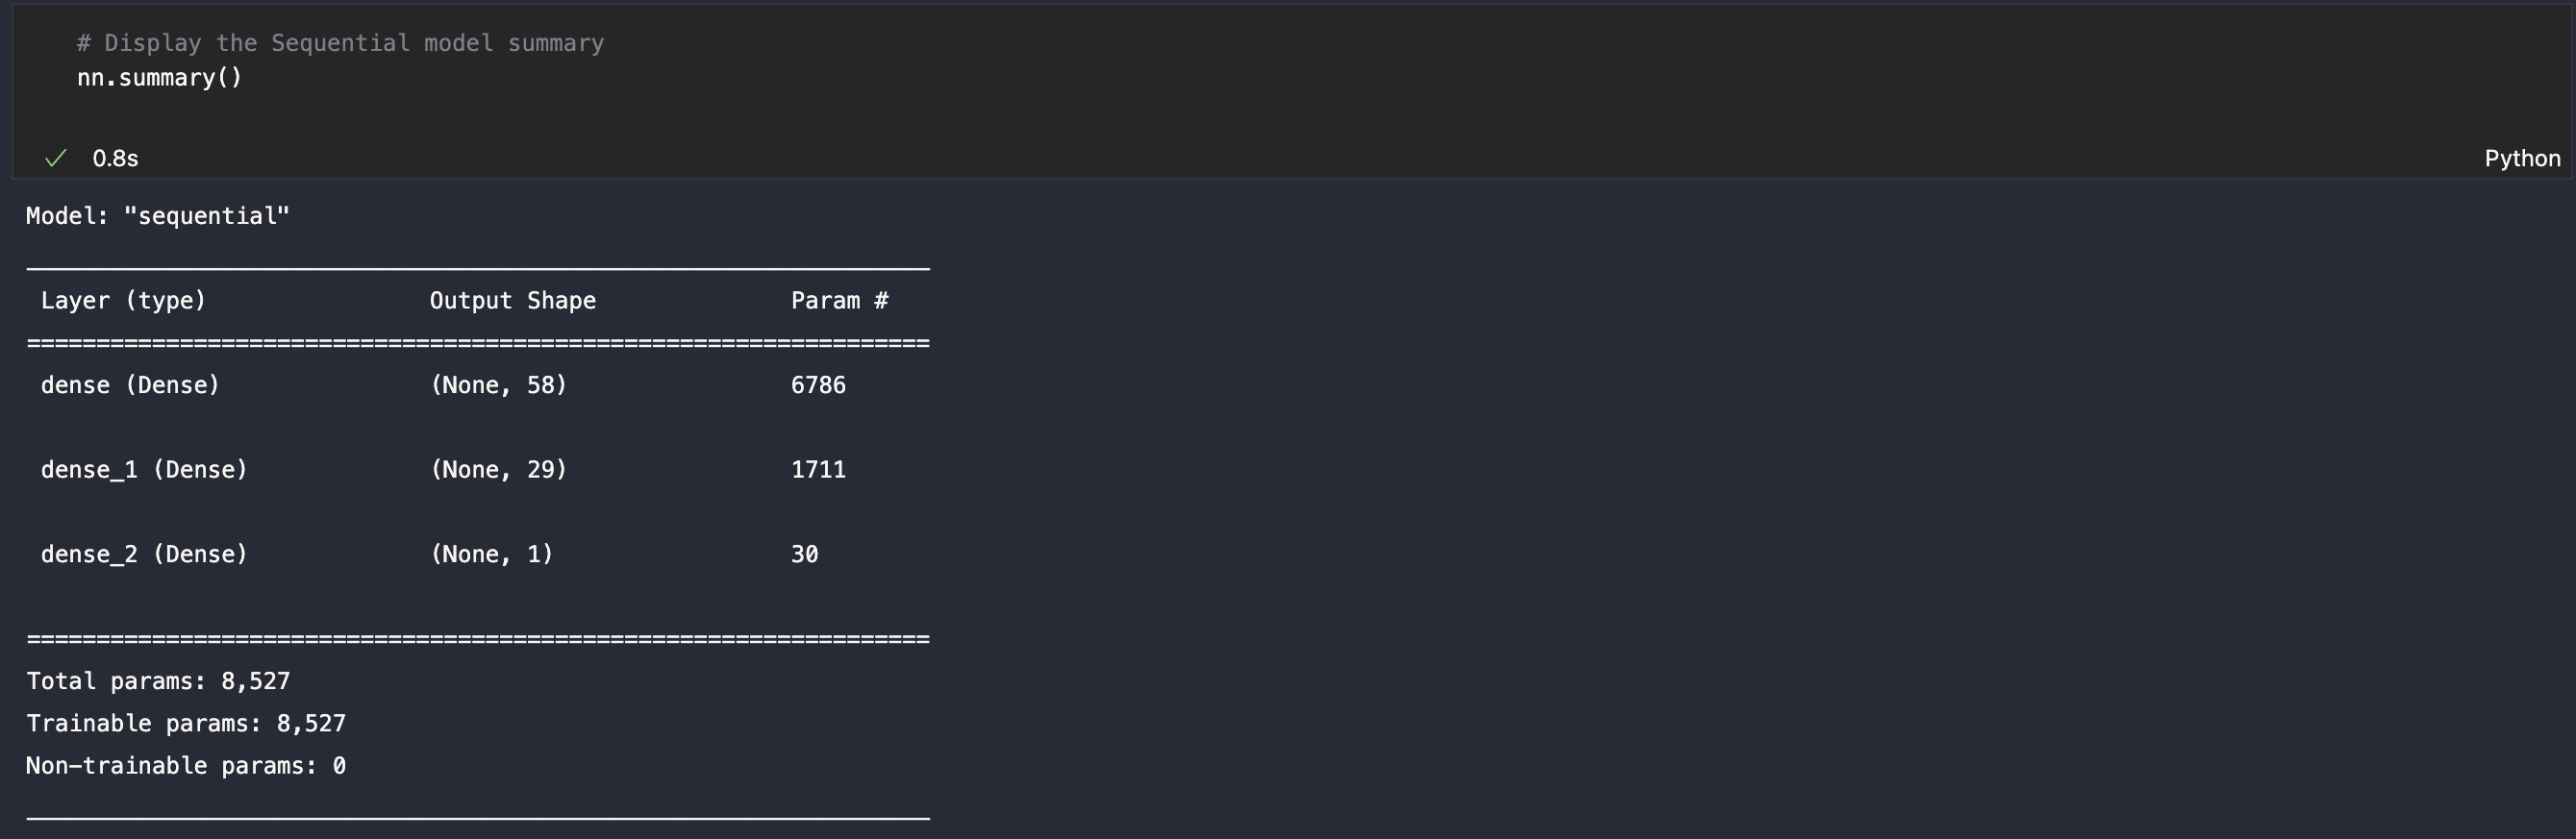 # Display the Sequential model summary
nn.summary()
✓ 0.8s Python
Model: "sequential"
_________________________________________________________________
Layer (type) Output Shape Param #
=================================================================
dense (Dense) (None, 58) 6786
dense_1 (Dense) (None, 29) 1711
dense_2 (Dense) (None, 1) 30
=================================================================
Total params: 8,527
Trainable params: 8,527
Non-trainable params: 0
_________________________________________________________________